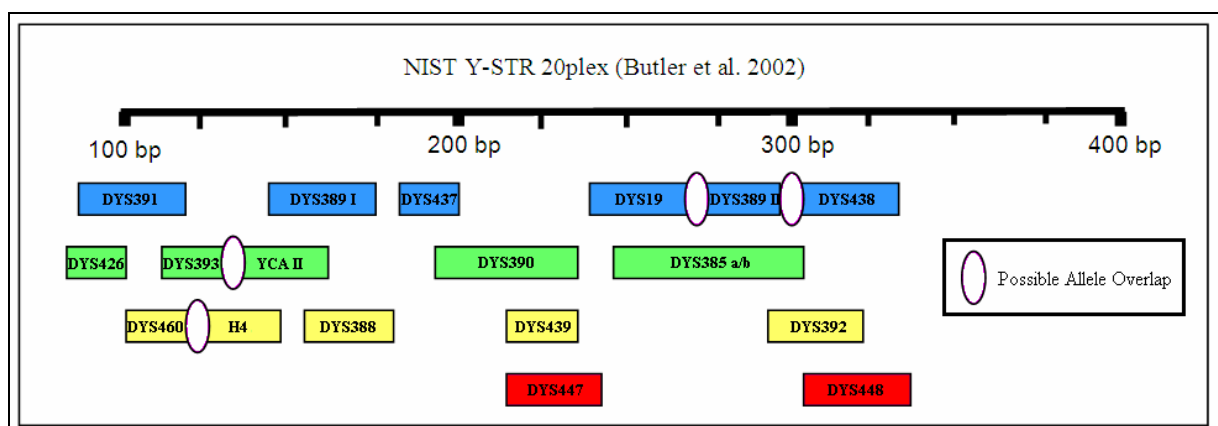 NIST Y-STR 20plex (Butler et al. 2002)
100 bp 200 bp 300 bp 400 bp
DYS391 DYS389 I DYS437 DYS19 DYS389 II DYS438
DYS426 DYS393 YCA II DYS390 DYS385 a/b
Possible Allele Overlap
DYS460 H4 DYS388 DYS439 DYS392
DYS447 DYS448